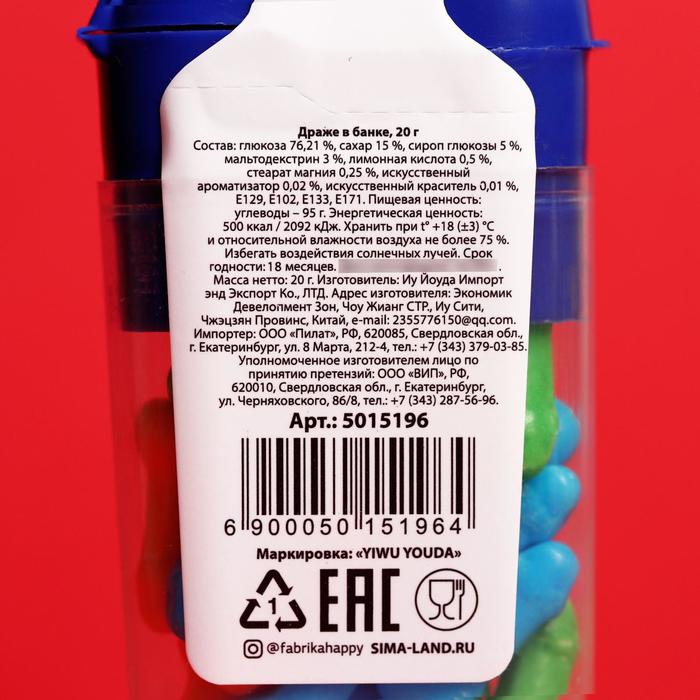 Драже в банке, 20 г
Состав: глюкоза 76,21 %, сахар 15 %, сироп глюкозы 5 %,
мальтодекстрин 3 %, лимонная кислота 0,5 %,
стеарат магния 0,25 %, искусственный
ароматизатор 0,02 %, искусственный краситель 0,01 %,
Е129, Е102, Е133, Е171. Пищевая ценность:
углеводы – 95 г. Энергетическая ценность:
500 ккал / 2092 кДж. Хранить при t° +18 (±3) °С
и относительной влажности воздуха не более 75 %.
Избегать воздействия солнечных лучей. Срок
годности: 18 месяцев.
Масса нетто: 20 г. Изготовитель: Иу Йоуда Импорт
энд Экспорт Ко., ЛТД. Адрес изготовителя: Экономик
Девелопмент Зон, Чоу Жианг СТР., Иу Сити,
Чжэцзян Провинс, Китай, e-mail: 2355776150@qq.com.
Импортер: ООО «Пилат», РФ, 620085, Свердловская обл.,
г. Екатеринбург, ул. 8 Марта, 212-4, тел.: +7 (343) 379-03-85.
Уполномоченное изготовителем лицо по
принятию претензий: ООО «ВИП», РФ,
620010, Свердловская обл., г. Екатеринбург,
ул. Черняховского, 86/8, тел.: +7 (343) 287-56-96.
Арт.: 5015196
6 900050 151964
Маркировка: «YIWU YOUDA»
1 EAC
@fabrikahappy SIMA-LAND.RU